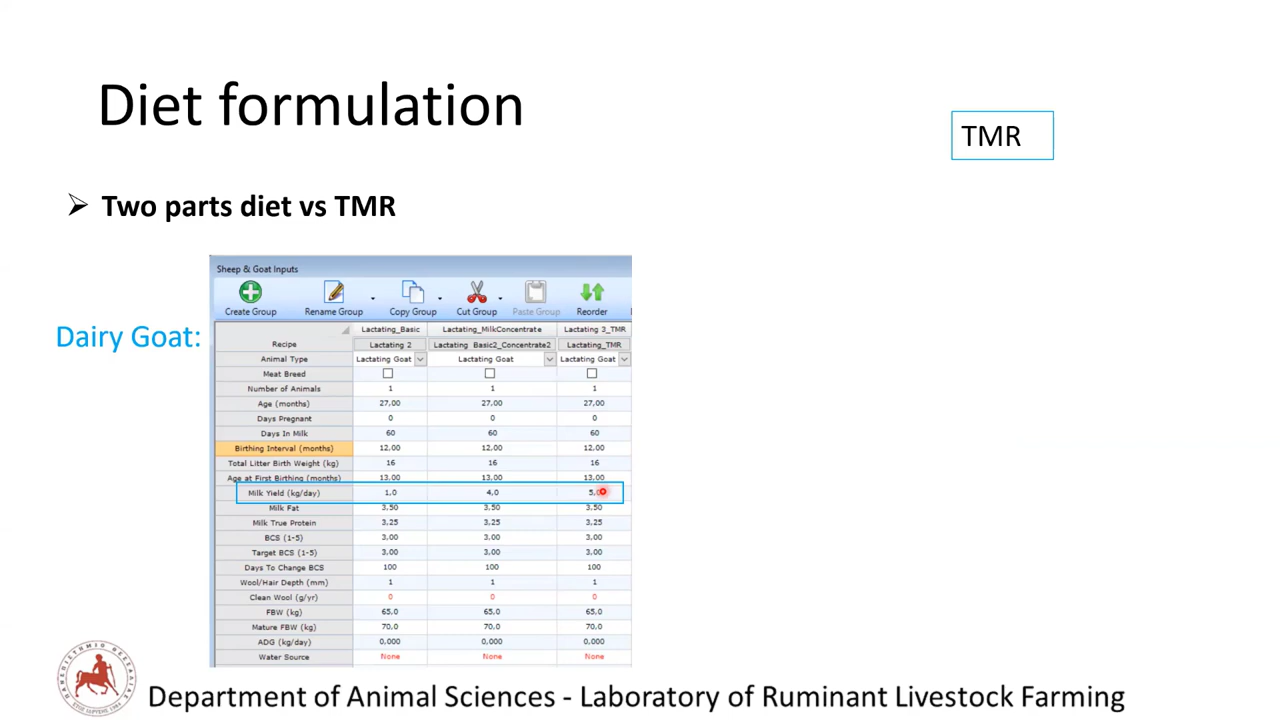 Diet formulation
TMR
Two parts diet vs TMR
Dairy Goat:
Sheep & Goat Inputs
Create Group Rename Group Copy Group Cut Group Paste Group Reorder
Lactating_Basic Lactating_MilkConcentrate Lactating 3_TMR
Recipe Lactating 2 Lactating Basic2_Concentrate2 Lactating_TMR
Animal Type Lactating Goat Lactating Goat Lactating Goat
Meat Breed
Number of Animals 1 1 1
Age (months) 27,00 27,00 27,00
Days Pregnant 0 0 0
Days In Milk 60 60 60
Birthing Interval (months) 12,00 12,00 12,00
Total Litter Birth Weight (kg) 16 16 16
Age at First Birthing (months) 13,00 13,00 13,00
Milk Yield (kg/day) 1,0 4,0 5,0
Milk Fat 3,50 3,50 3,50
Milk True Protein 3,25 3,25 3,25
BCS (1-5) 3,00 3,00 3,00
Target BCS (1-5) 3,00 3,00 3,00
Days To Change BCS 100 100 100
Wool/Hair Depth (mm) 1 1 1
Clean Wool (g/yr) 0 0 0
FBW (kg) 65,0 65,0 65,0
Mature FBW (kg) 70,0 70,0 70,0
ADG (kg/day) 0,000 0,000 0,000
Water Source None None None
Department of Animal Sciences - Laboratory of Ruminant Livestock Farming